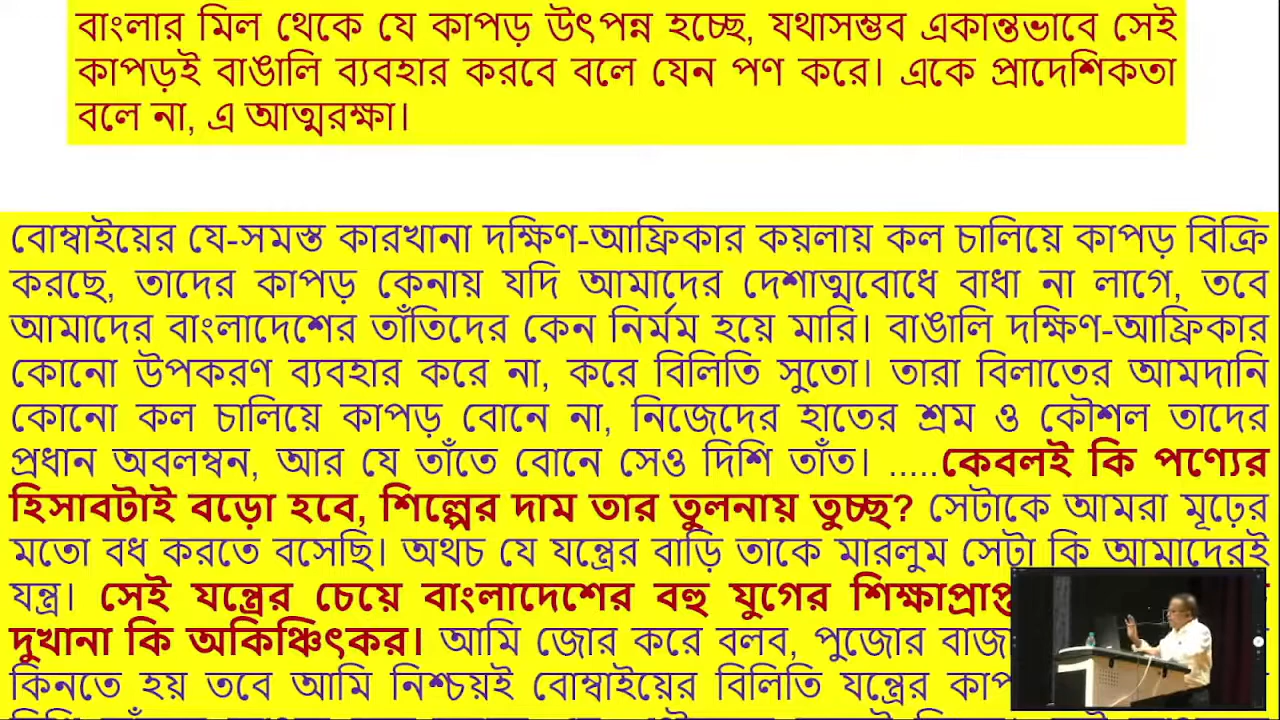 বাংলার মিল থেকে যে কাপড় উৎপন্ন হচ্ছে, যথাসম্ভব একান্তভাবে সেই
কাপড়ই বাঙালি ব্যবহার করবে বলে যেন পণ করে। একে প্রাদেশিকতা
বলে না, এ আত্মরক্ষা।
বোম্বাইয়ের যে-সমস্ত কারখানা দক্ষিণ-আফ্রিকার কয়লায় কল চালিয়ে কাপড় বিক্রি
করছে, তাদের কাপড় কেনায় যদি আমাদের দেশাত্মবোধে বাধা না লাগে, তবে
আমাদের বাংলাদেশের তাঁতিদের কেন নির্মম হয়ে মারি। বাঙালি দক্ষিণ-আফ্রিকার
কোনো উপকরণ ব্যবহার করে না, করে বিলিতি সুতো। তারা বিলাতের আমদানি
কোনো কল চালিয়ে কাপড় বোনে না, নিজেদের হাতের শ্রম ও কৌশল তাদের
প্রধান অবলম্বন, আর যে তাঁতে বোনে সেও দিশি তাঁত। .....কেবলই কি পণ্যের
হিসাবটাই বড়ো হবে, শিল্পের দাম তার তুলনায় তুচ্ছ? সেটাকে আমরা মূঢ়ের
মতো বধ করতে বসেছি। অথচ যে যন্ত্রের বাড়ি তাকে মারলুম সেটা কি আমাদেরই
যন্ত্র। সেই যন্ত্রের চেয়ে বাংলাদেশের বহু যুগের
দুখানা কি অকিঞ্চিৎকর। আমি জোর করে বলব, পুজোর
কিনতে হয় তবে আমি নিশ্চয়ই বোম্বাইয়ের বিলিতি যন্ত্রের